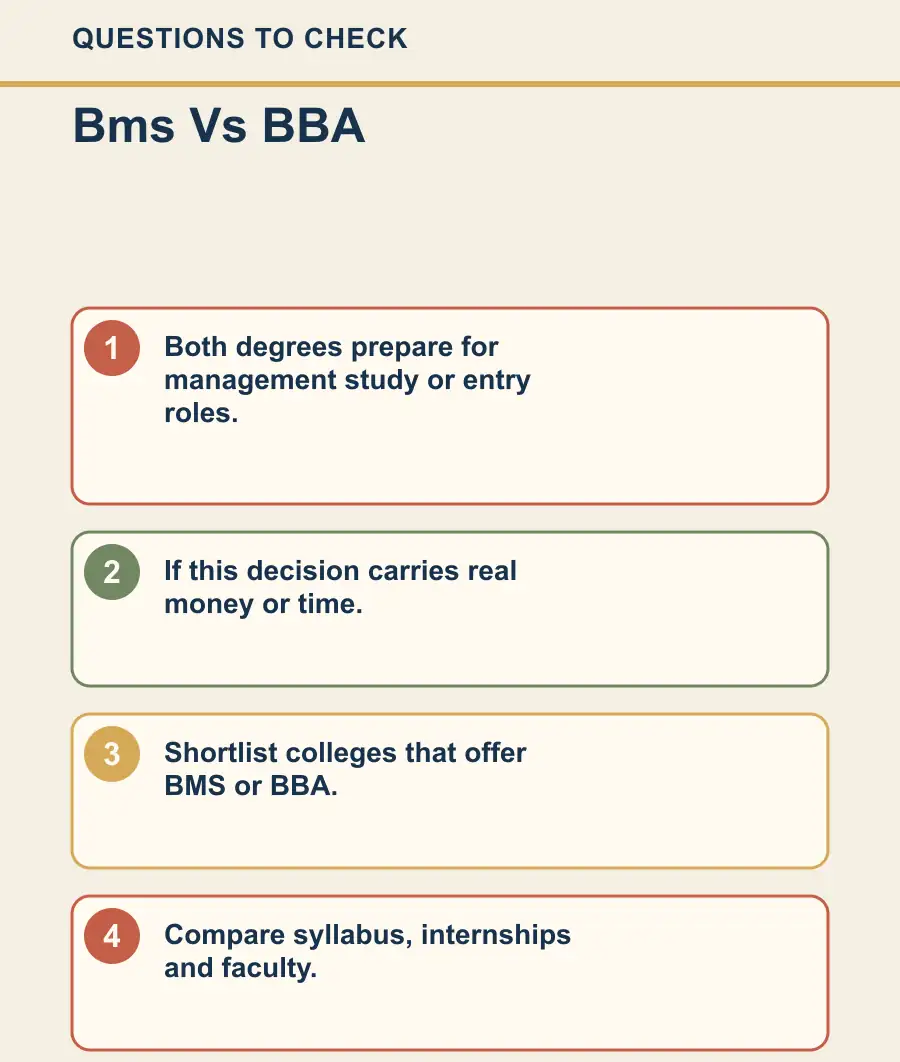 QUESTIONS TO CHECK
Bms Vs BBA
1
Both degrees prepare for
management study or entry
roles.
2
If this decision carries real
money or time.
3
Shortlist colleges that offer
BMS or BBA.
4
Compare syllabus, internships
and faculty.